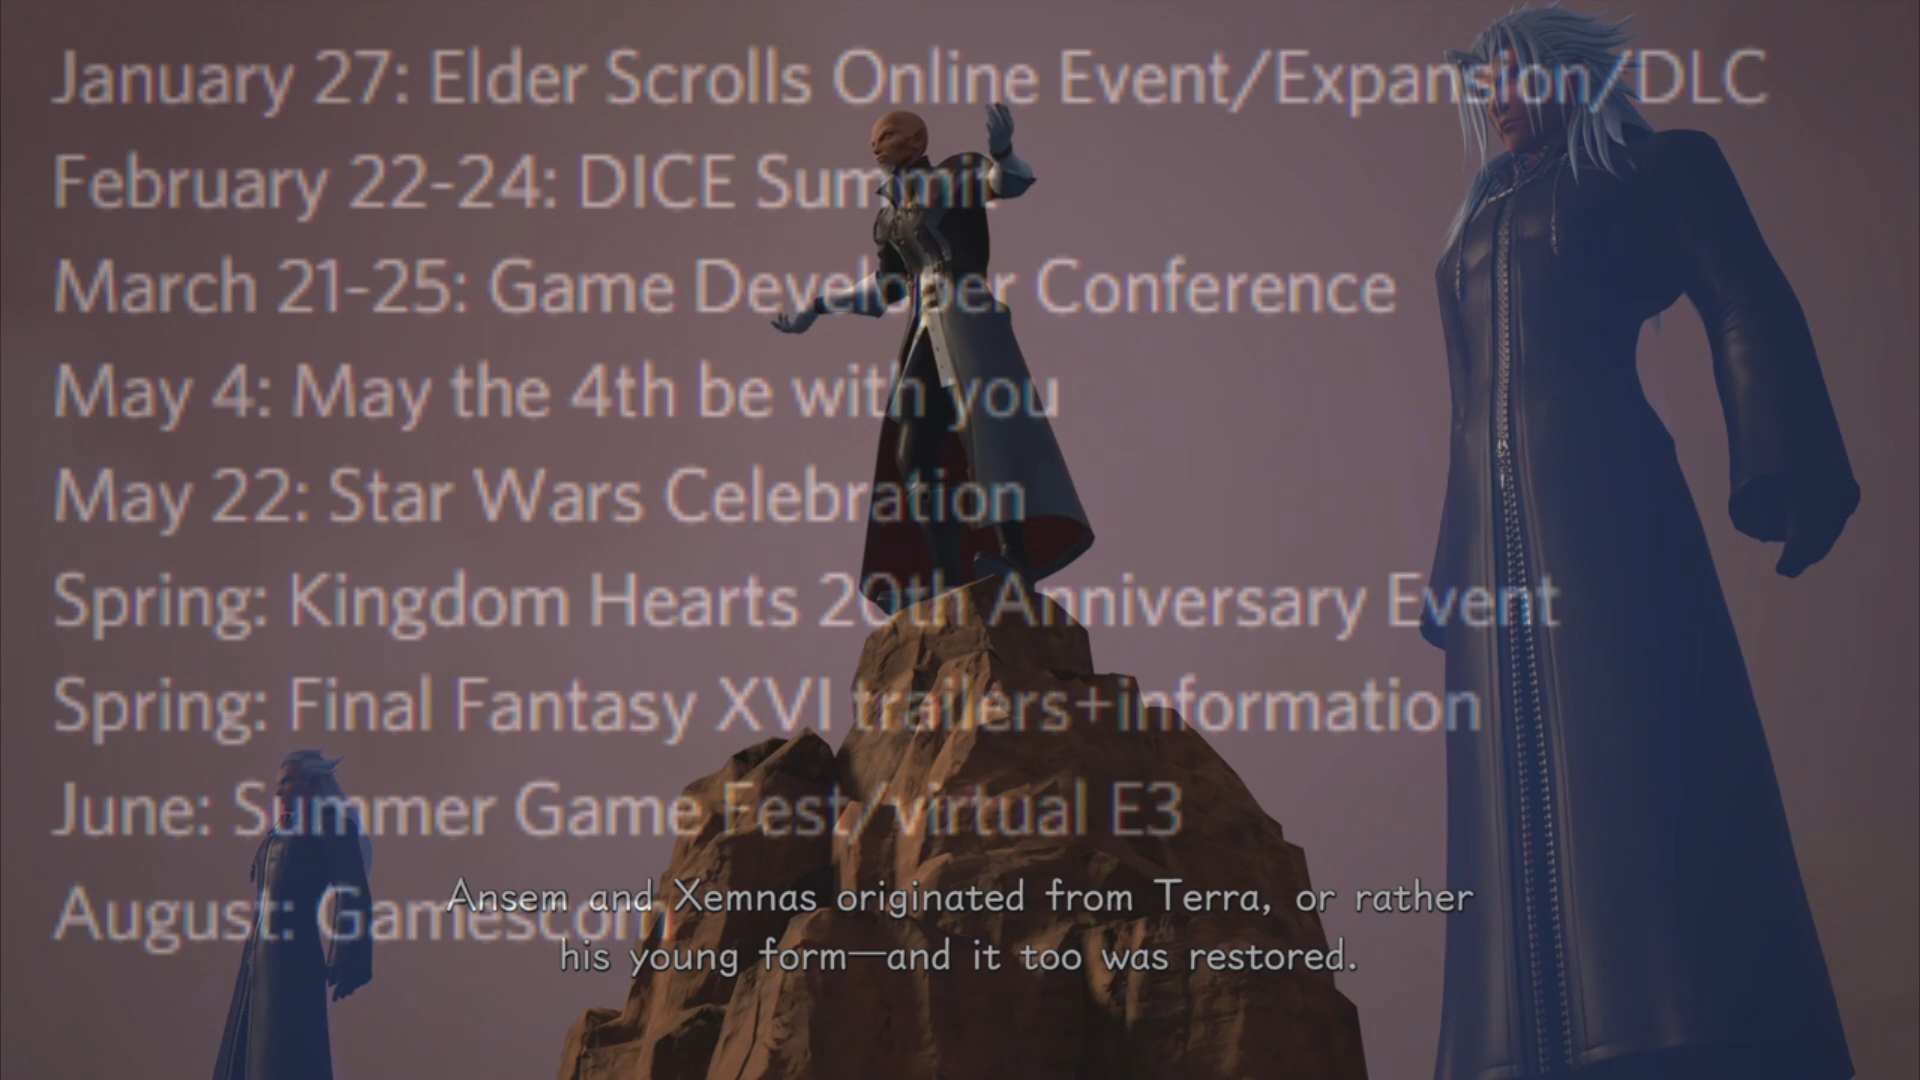 January 27: Elder Scrolls Online Event/Expansion/DLC
February 22-24: DICE Summit
March 21-25: Game Developer Conference
May 4: May the 4th be with you
May 22: Star Wars Celebration
Spring: Kingdom Hearts 20th Anniversary Event
Spring: Final Fantasy XVI trailers+information
June: Summer Game Fest/virtual E3
August: Gamescom
Ansem and Xemnas originated from Terra, or rather
his young form—and it too was restored.